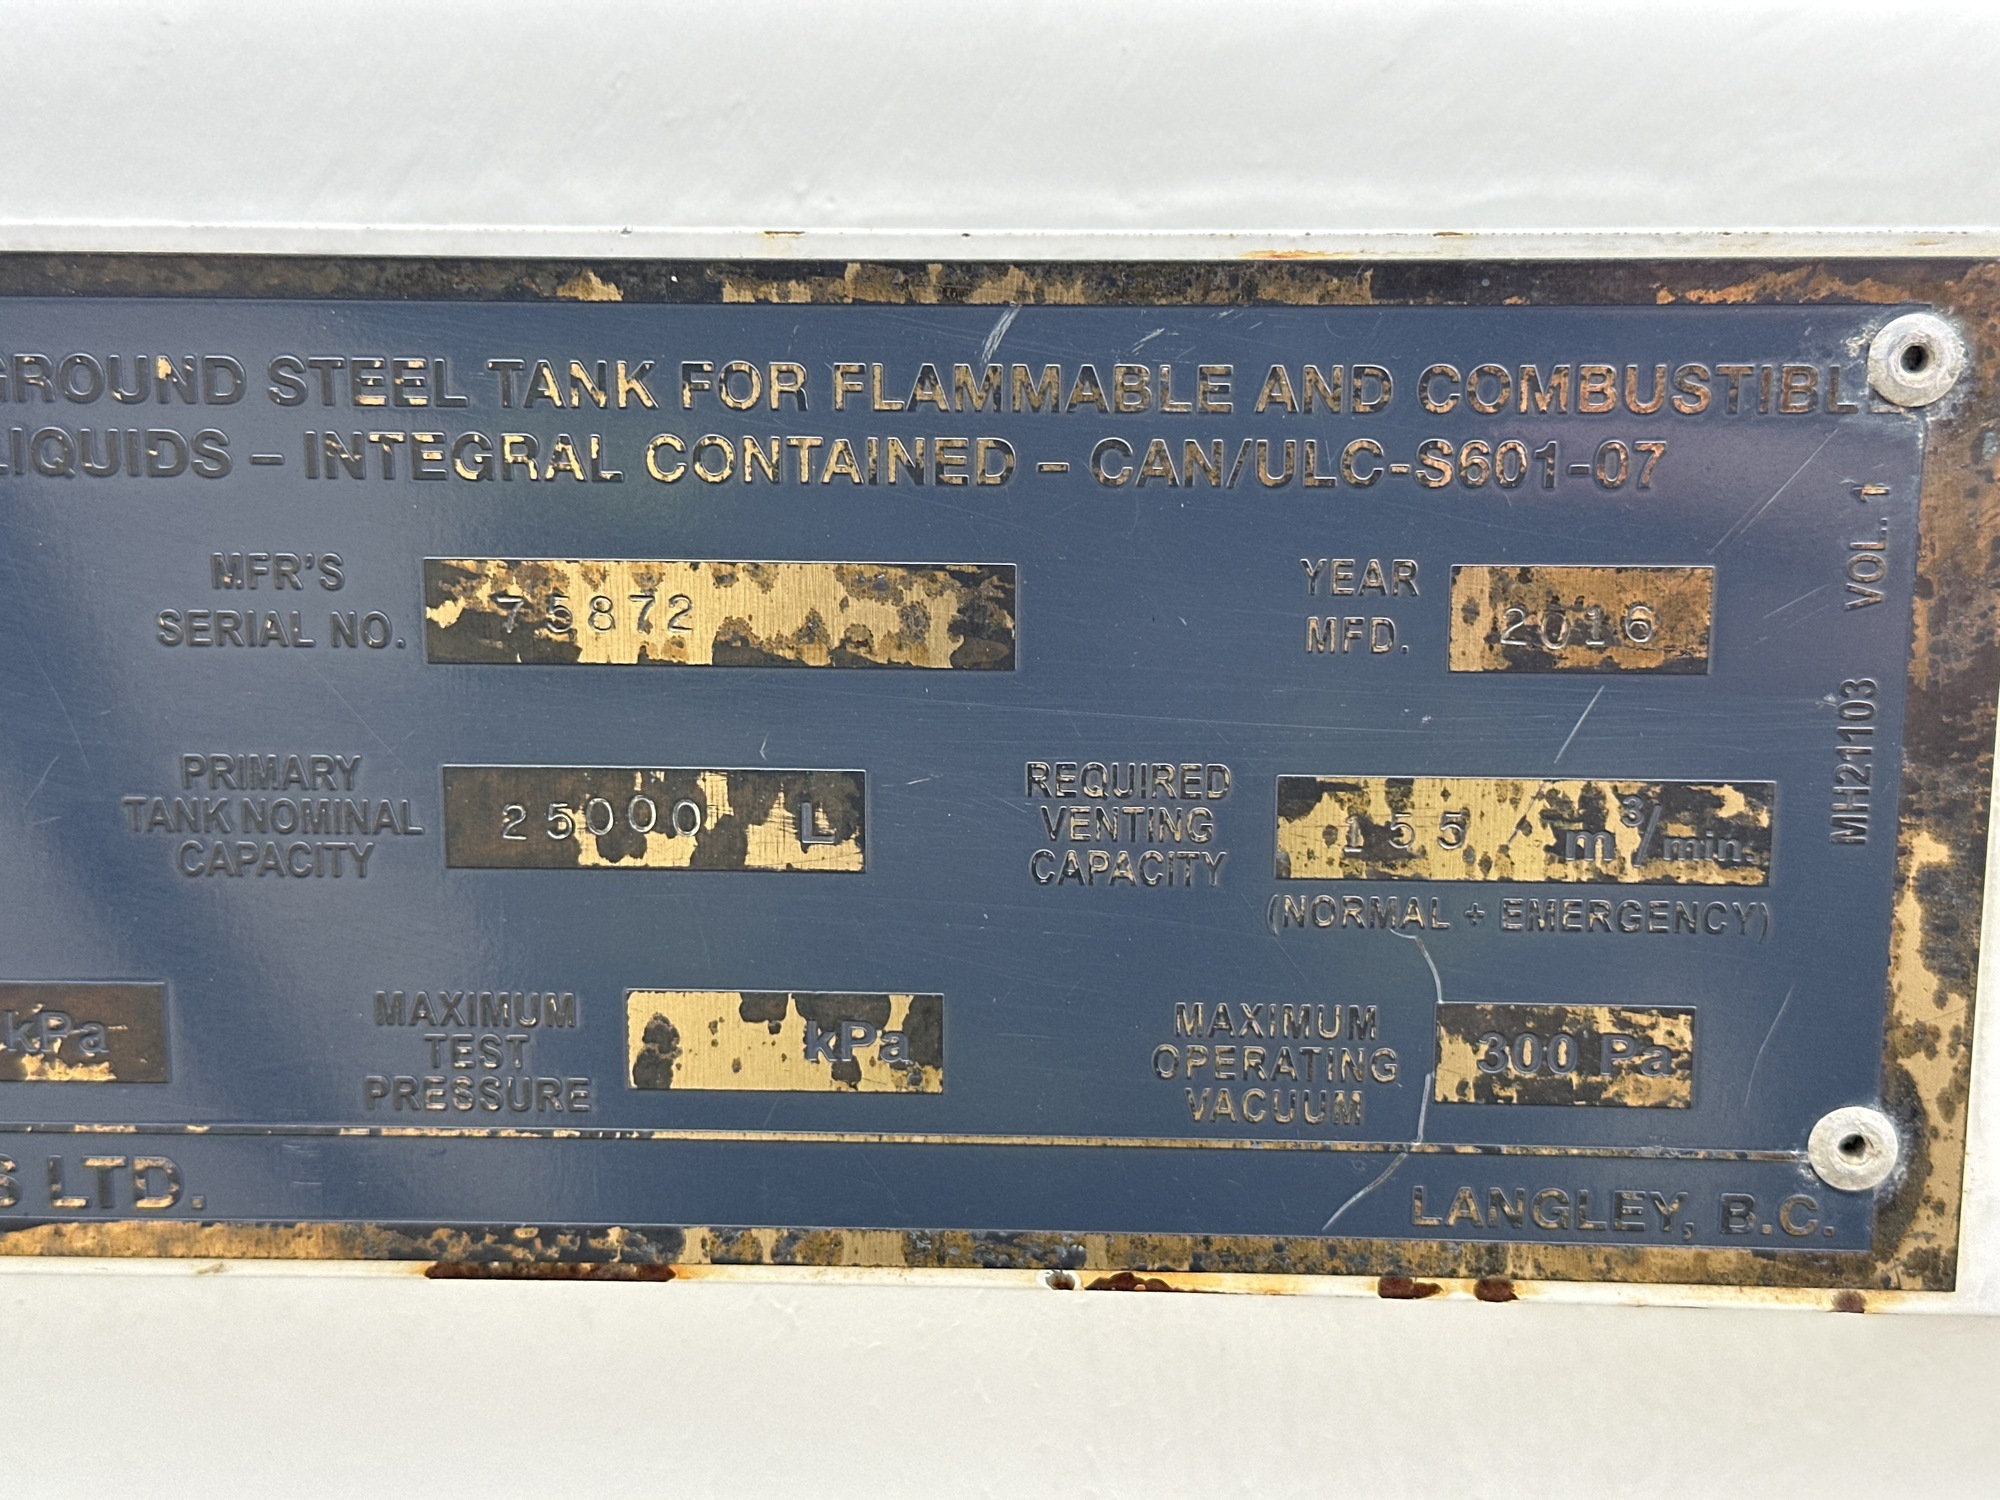 GROUND STEEL TANK FOR FLAMMABLE AND COMBUSTIBLE
LIQUIDS – INTEGRAL CONTAINED – CAN/ULC-S601-07
MFR'S
SERIAL NO.
75872
YEAR
MFD.
2016
PRIMARY
TANK NOMINAL
CAPACITY
25000 L
REQUIRED
VENTING
CAPACITY
155 m³/min.
(NORMAL + EMERGENCY)
kPa
MAXIMUM
TEST
PRESSURE
kPa
MAXIMUM
OPERATING
VACUUM
300 Pa
LTD.
LANGLEY, B.C.
MH211103 VOL. 1